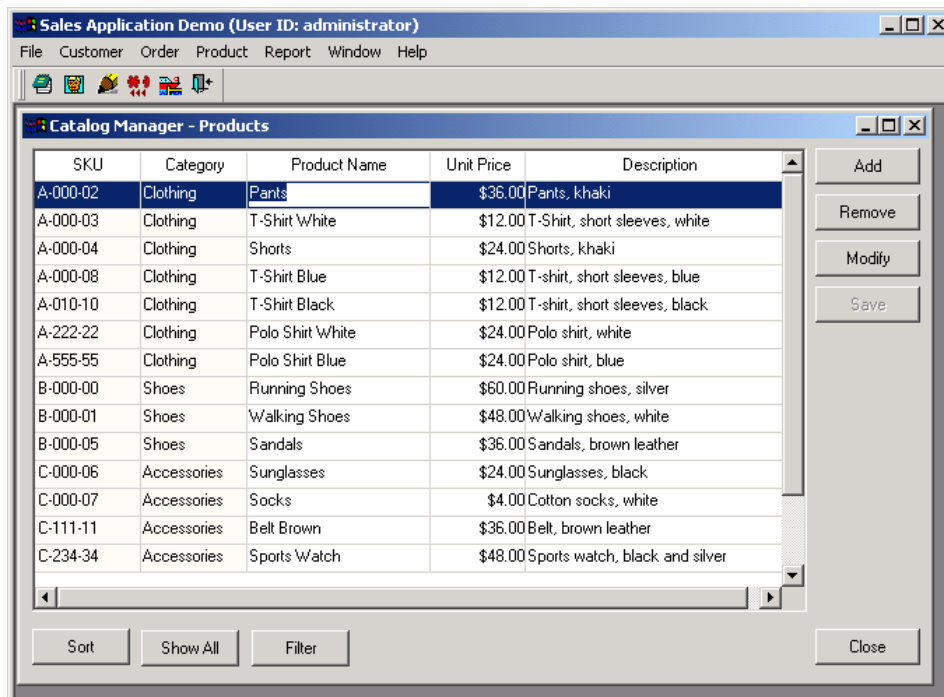 Sales Application Demo (User ID: administrator)
File Customer Order Product Report Window Help
Catalog Manager - Products
SKU Category Product Name Unit Price Description
A-000-02 Clothing Pants $36.00 Pants, khaki
A-000-03 Clothing T-Shirt White $12.00 T-Shirt, short sleeves, white
A-000-04 Clothing Shorts $24.00 Shorts, khaki
A-000-08 Clothing T-Shirt Blue $12.00 T-shirt, short sleeves, blue
A-010-10 Clothing T-Shirt Black $12.00 T-shirt, short sleeves, black
A-222-22 Clothing Polo Shirt White $24.00 Polo shirt, white
A-555-55 Clothing Polo Shirt Blue $24.00 Polo shirt, blue
B-000-00 Shoes Running Shoes $60.00 Running shoes, silver
B-000-01 Shoes Walking Shoes $48.00 Walking shoes, white
B-000-05 Shoes Sandals $36.00 Sandals, brown leather
C-000-06 Accessories Sunglasses $24.00 Sunglasses, black
C-000-07 Accessories Socks $4.00 Cotton socks, white
C-111-11 Accessories Belt Brown $36.00 Belt, brown leather
C-234-34 Accessories Sports Watch $48.00 Sports watch, black and silver
Add
Remove
Modify
Save
Sort Show All Filter Close